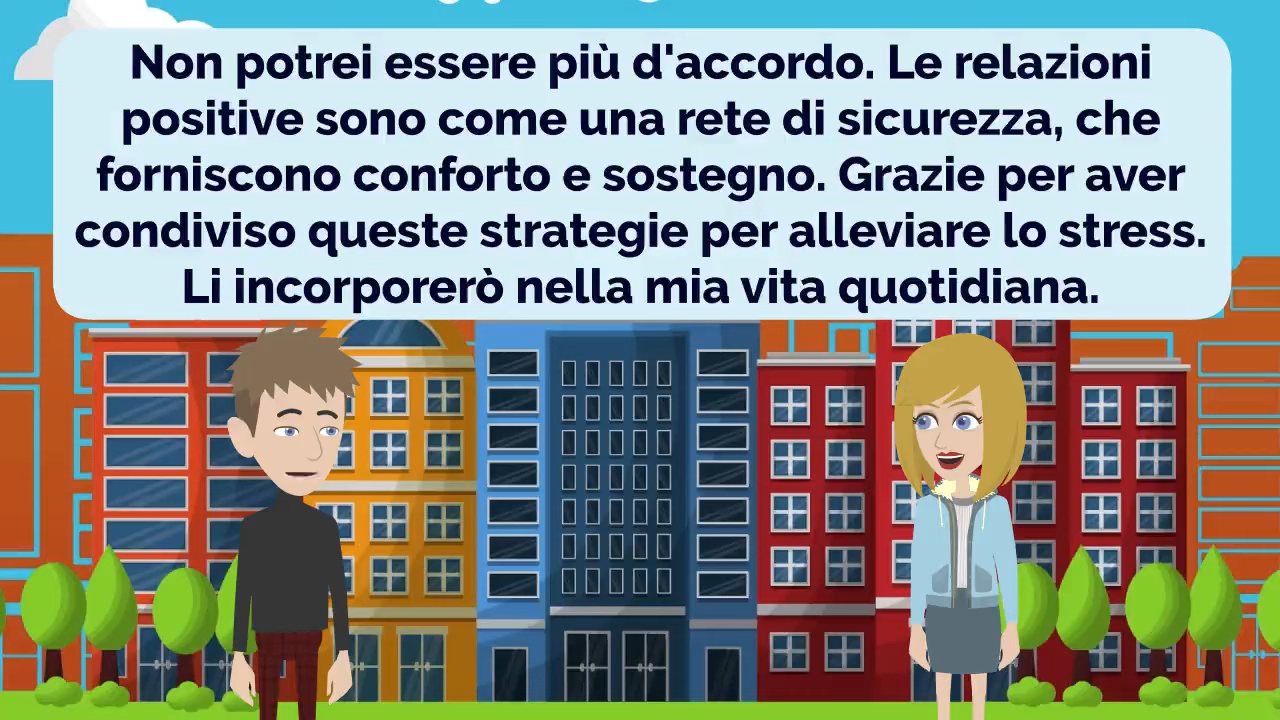 Non potrei essere più d'accordo. Le relazioni
positive sono come una rete di sicurezza, che
forniscono conforto e sostegno. Grazie per aver
condiviso queste strategie per alleviare lo stress.
Li incorporerò nella mia vita quotidiana.